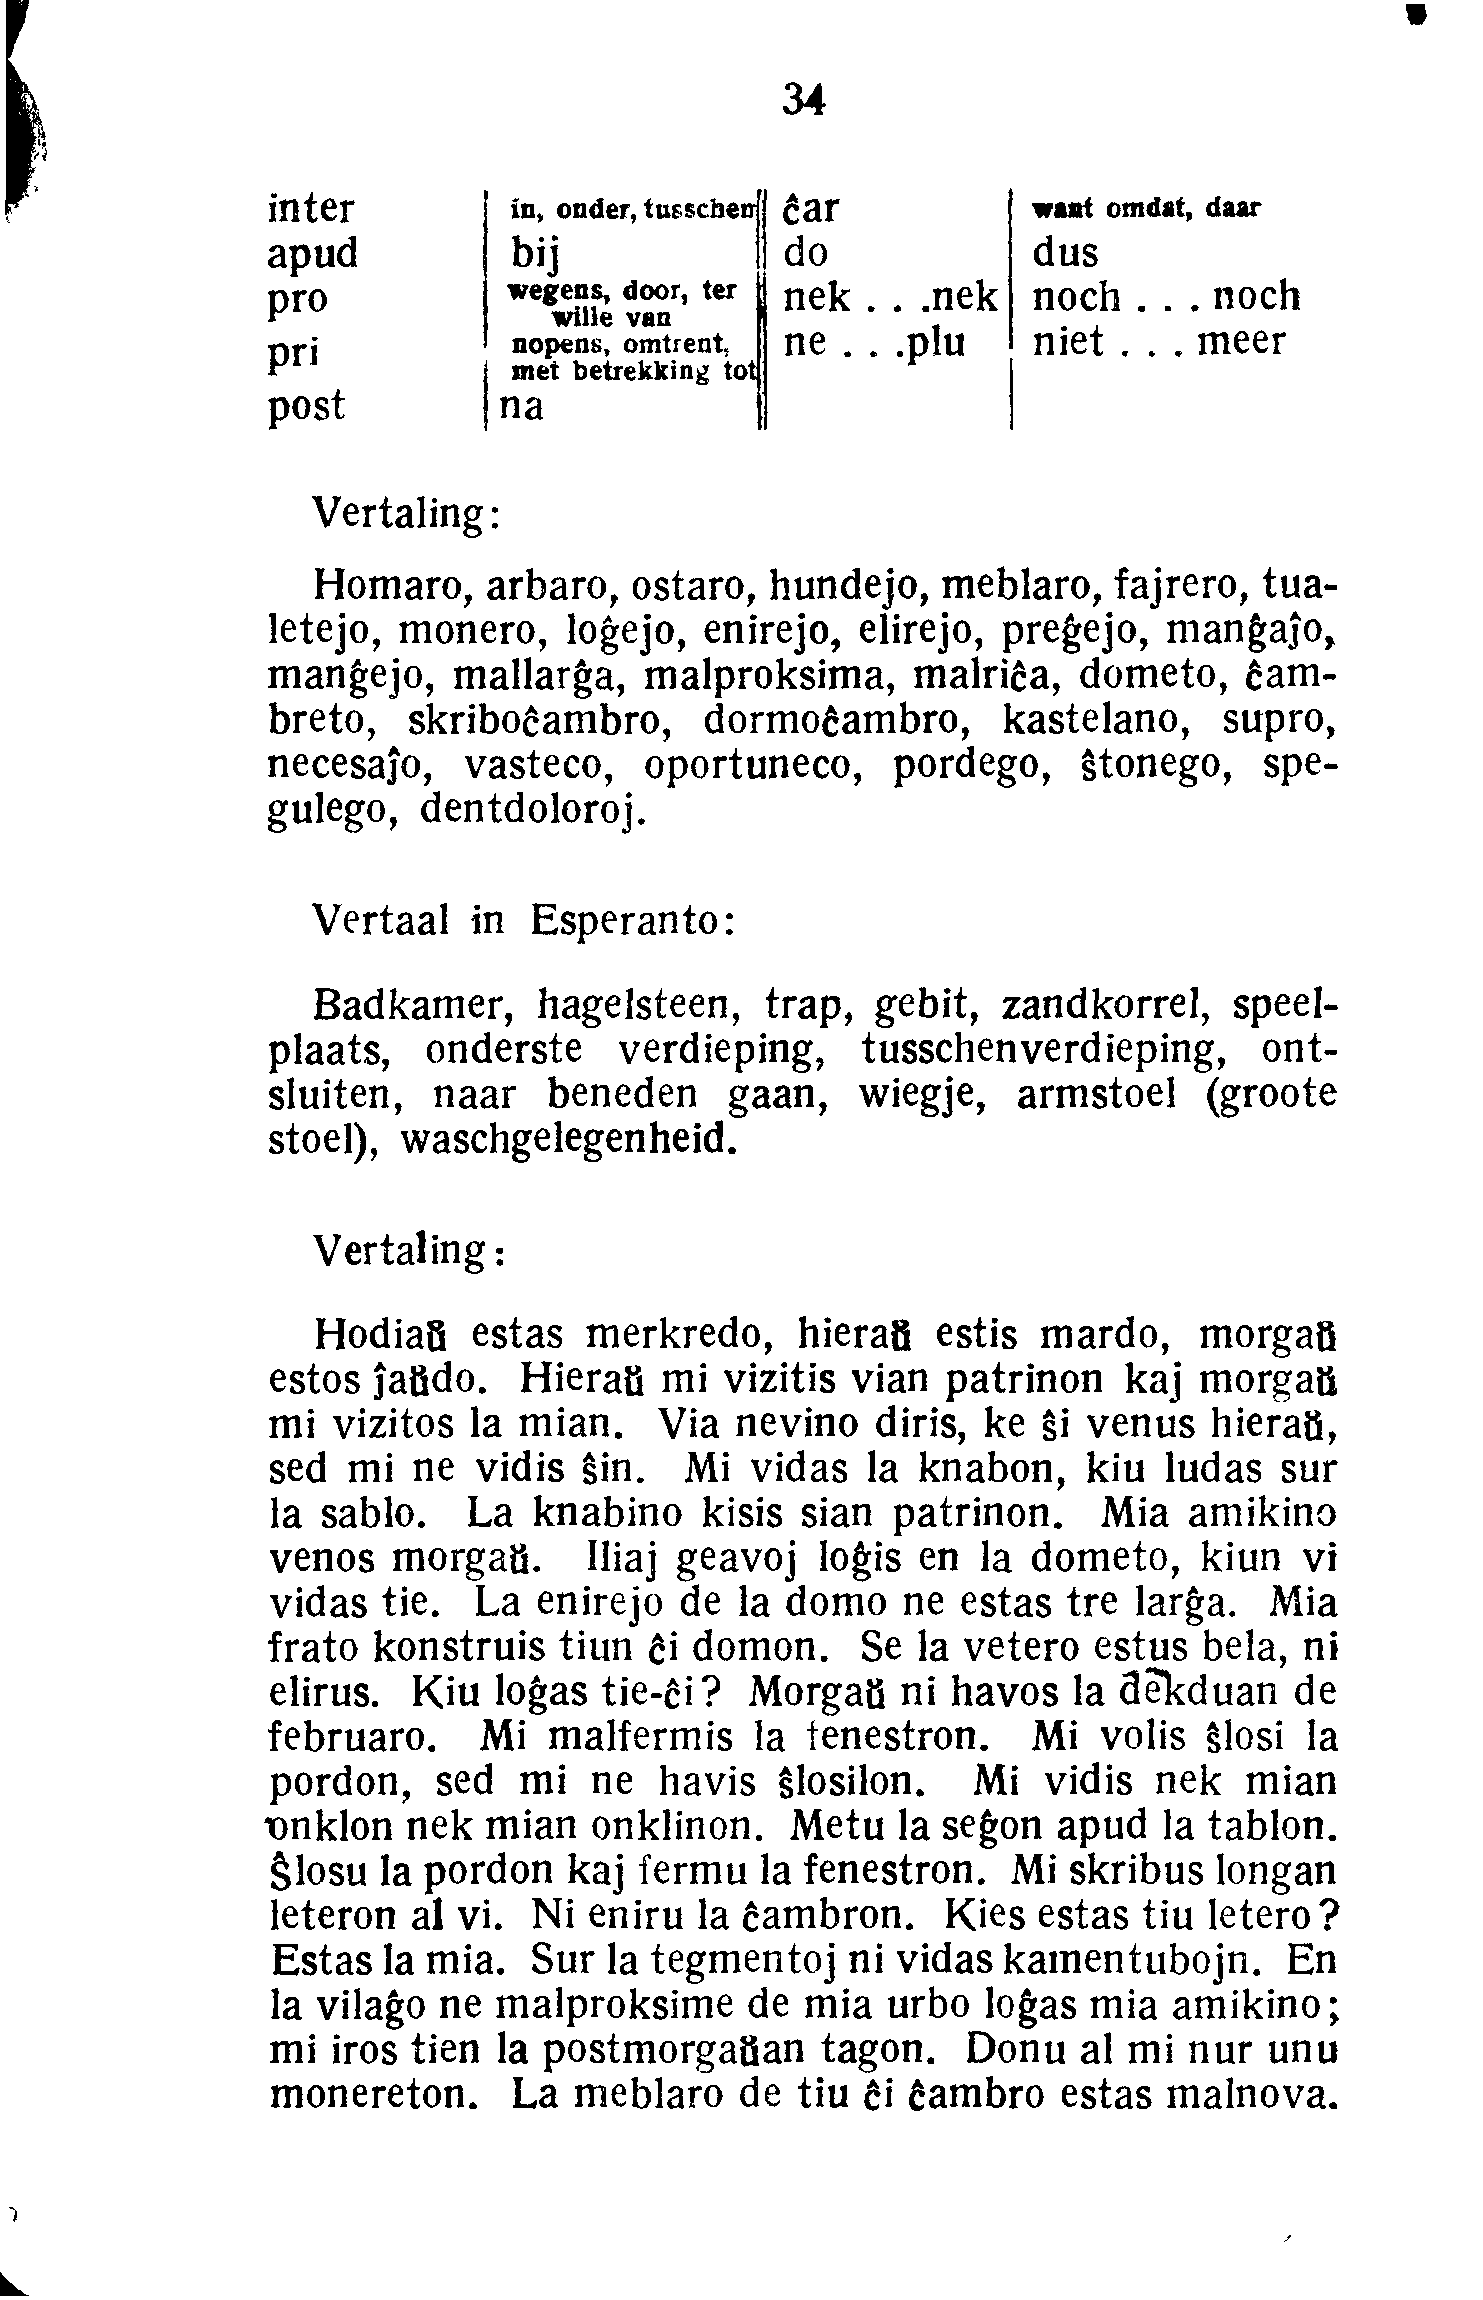 34
inter in, onder, tusschen ĉar want omdat, daar
apud bij do dus
pro wegens, door, ter wille van nek . . .nek noch . . . noch
pri nopens, omtrent, met betrekking tot ne . . .plu niet . . . meer
post na
Vertaling:
Homaro, arbaro, ostaro, hundejo, meblaro, fajrero, tua-
letejo, monero, loĝejo, enirejo, elirejo, preĝejo, manĝaĵo,
manĝejo, mallarĝa, malproksima, malriĉa, dometo, ĉam-
breto, skriboĉambro, dormoĉambro, kastelano, supro,
necesaĵo, vasteco, oportuneco, pordego, ŝtonego, spe-
gulego, dentdoloroj.
Vertaal in Esperanto:
Badkamer, hagelsteen, trap, gebit, zandkorrel, speel-
plaats, onderste verdieping, tusschenverdieping, ont-
sluiten, naar beneden gaan, wiegje, armstoel (groote
stoel), waschgelegenheid.
Vertaling:
Hodiaŭ estas merkredo, hieraŭ estis mardo, morgaŭ
estos ĵaŭdo. Hieraŭ mi vizitis vian patrinon kaj morgaŭ
mi vizitos la mian. Via nevino diris, ke ŝi venus hieraŭ,
sed mi ne vidis ŝin. Mi vidas la knabon, kiu ludas sur
la sablo. La knabino kisis sian patrinon. Mia amikino
venos morgaŭ. Iliaj geavoj loĝis en la dometo, kiun vi
vidas tie. La enirejo de la domo ne estas tre larĝa. Mia
frato konstruis tiun ĉi domon. Se la vetero estus bela, ni
elirus. Kiu loĝas tie-ĉi? Morgaŭ ni havos la dekduan de
februaro. Mi malfermis la fenestron. Mi volis ŝlosi la
pordon, sed mi ne havis ŝlosilon. Mi vidis nek mian
onklon nek mian onklinon. Metu la seĝon apud la tablon.
Ŝlosu la pordon kaj fermu la fenestron. Mi skribus longan
leteron al vi. Ni eniru la ĉambron. Kies estas tiu letero?
Estas la mia. Sur la tegmentoj ni vidas kamentubojn. En
la vilaĝo ne malproksime de mia urbo loĝas mia amikino;
mi iros tien la postmorgaŭan tagon. Donu al mi nur unu
monereton. La meblaro de tiu ĉi ĉambro estas malnova.